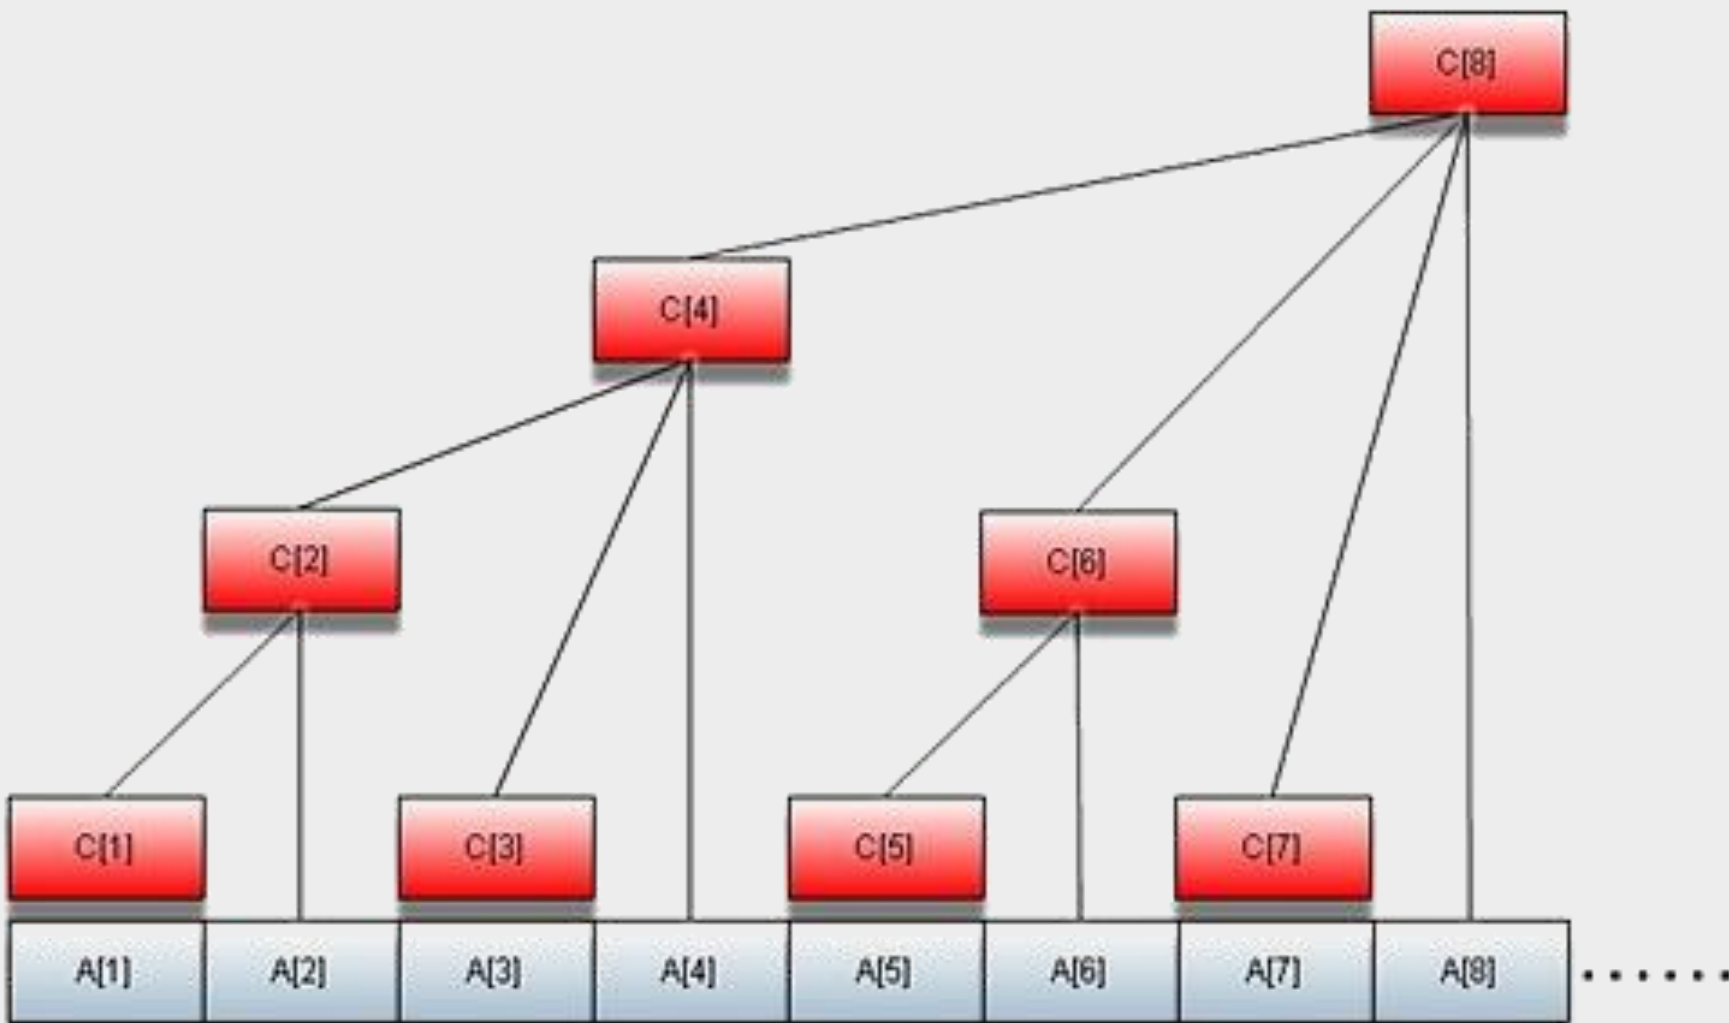 C[8]
C[4]
C[2]
C[6]
C[1]
C[3]
C[5]
C[7]
A[1]
A[2]
A[3]
A[4]
A[5]
A[6]
A[7]
A[8]
......